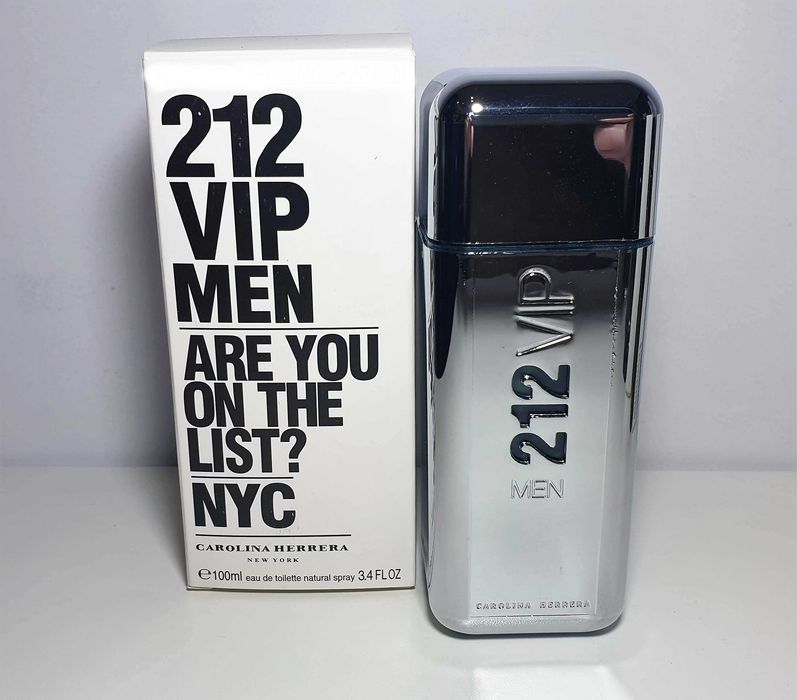 212
VIP
MEN
ARE YOU
ON THE
LIST?
NYC
CAROLINA HERRERA
NEW YORK
℮100ml eau de toilette natural spray 3.4 FL OZ
212 VIP
MEN
CAROLINA HERRERA